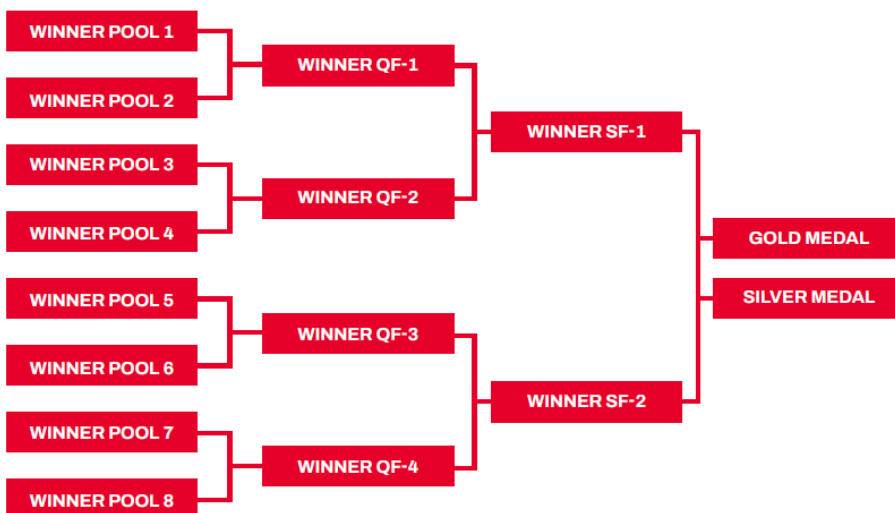 WINNER POOL 1
WINNER POOL 2
WINNER POOL 3
WINNER POOL 4
WINNER POOL 5
WINNER POOL 6
WINNER POOL 7
WINNER POOL 8
WINNER QF-1
WINNER QF-2
WINNER QF-3
WINNER QF-4
WINNER SF-1
WINNER SF-2
GOLD MEDAL
SILVER MEDAL